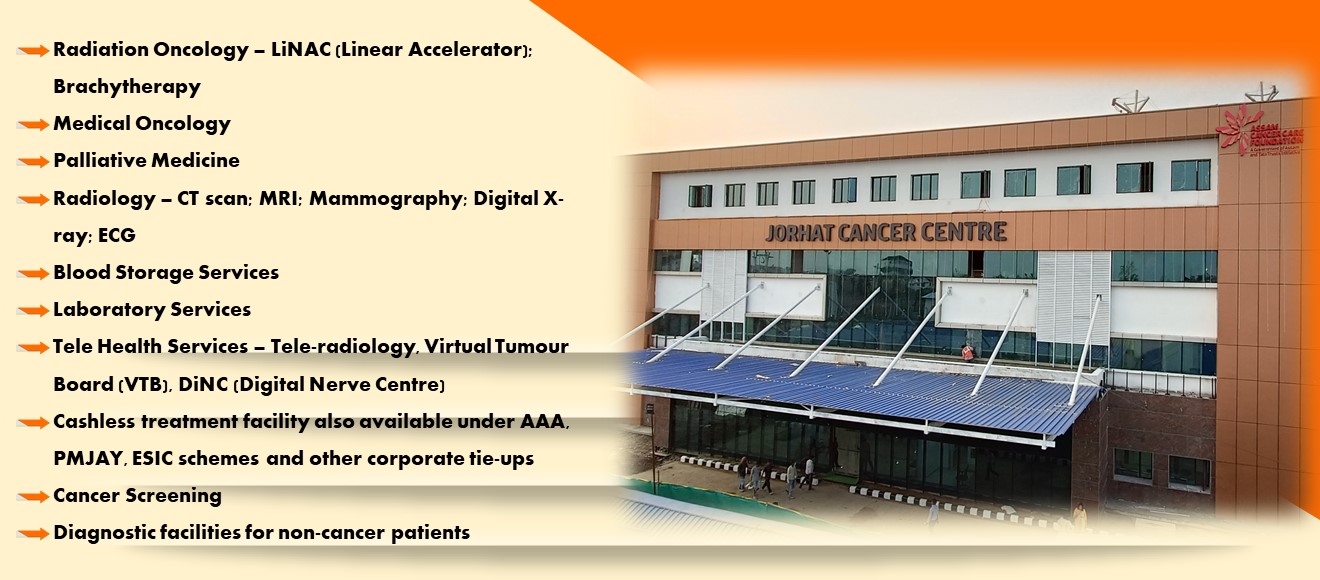 Radiation Oncology – LiNAC (Linear Accelerator);
Brachytherapy
Medical Oncology
Palliative Medicine
Radiology – CT scan; MRI; Mammography; Digital X-
ray; ECG
Blood Storage Services
Laboratory Services
Tele Health Services – Tele-radiology, Virtual Tumour
Board (VTB), DiNC (Digital Nerve Centre)
Cashless treatment facility also available under AAA,
PMJAY, ESIC schemes and other corporate tie-ups
Cancer Screening
Diagnostic facilities for non-cancer patients
ASSAM
CANCER CARE
FOUNDATION
JORHAT CANCER CENTRE